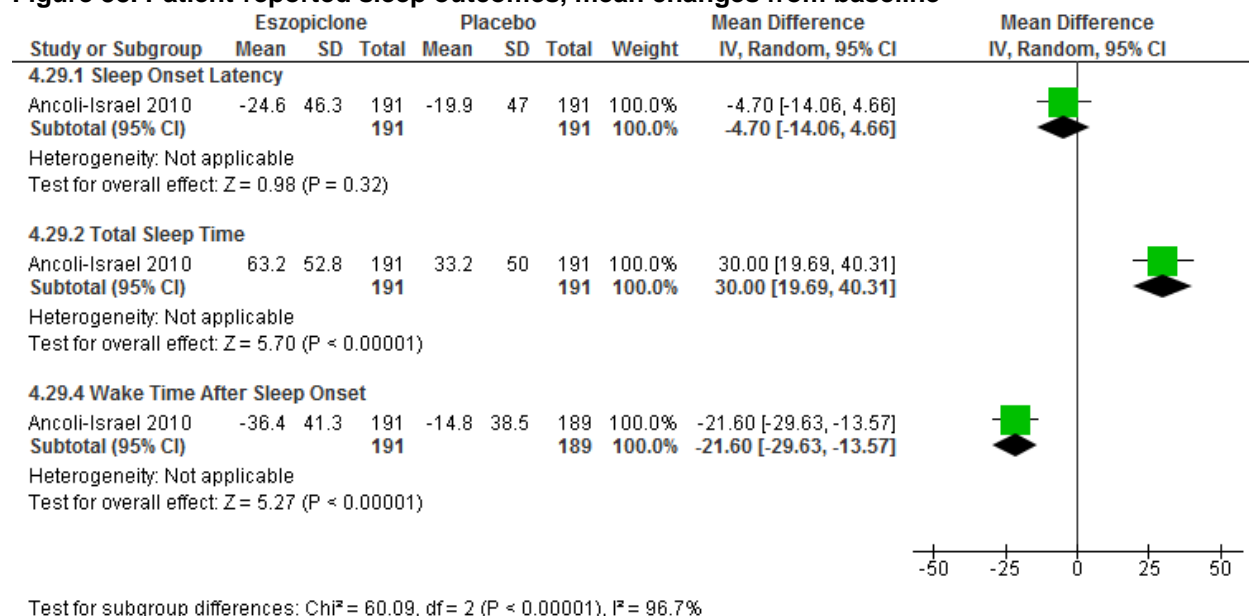 Figure 33. Patient-reported sleep outcomes, mean changes from baseline
Eszopiclone Placebo Mean Difference Mean Difference
Study or Subgroup Mean SD Total Mean SD Total Weight IV, Random, 95% CI IV, Random, 95% CI
4.29.1 Sleep Onset Latency
Ancoli-Israel 2010 -24.6 46.3 191 -19.9 47 191 100.0% -4.70 [-14.06, 4.66]
Subtotal (95% CI) 191 191 100.0% -4.70 [-14.06, 4.66]
Heterogeneity: Not applicable
Test for overall effect: Z = 0.98 (P = 0.32)
4.29.2 Total Sleep Time
Ancoli-Israel 2010 63.2 52.8 191 33.2 50 191 100.0% 30.00 [19.69, 40.31]
Subtotal (95% CI) 191 191 100.0% 30.00 [19.69, 40.31]
Heterogeneity: Not applicable
Test for overall effect: Z = 5.70 (P < 0.00001)
4.29.4 Wake Time After Sleep Onset
Ancoli-Israel 2010 -36.4 41.3 191 -14.8 38.5 189 100.0% -21.60 [-29.63, -13.57]
Subtotal (95% CI) 191 189 100.0% -21.60 [-29.63, -13.57]
Heterogeneity: Not applicable
Test for overall effect: Z = 5.27 (P < 0.00001)
-50 -25 0 25 50
Test for subgroup differences: Chi² = 60.09, df = 2 (P < 0.00001), I² = 96.7%